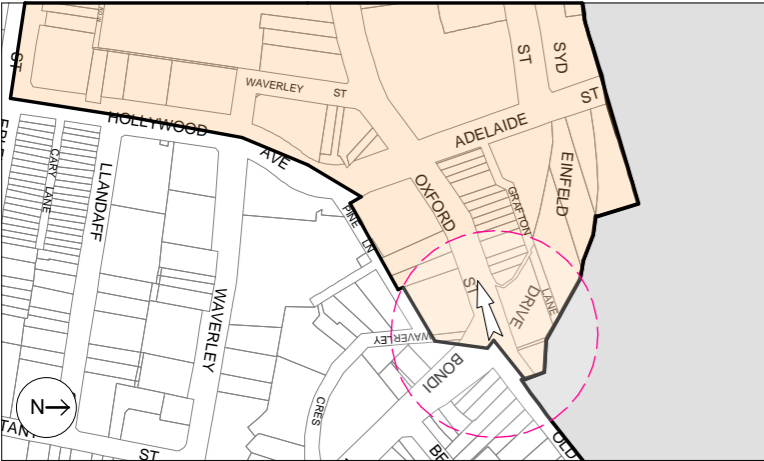 ST
WAVERLEY ST
ST
SYD
ST
ADELAIDE
HOLLYWOOD
AVE
CARY LANE
LLANDAFF
OXFORD
ST
GRAFTON
LANE
EINFELD
DRIVE
PINE LN
WAVERLEY
WAVERLEY
CRES
BONDI
N
ST
OLD